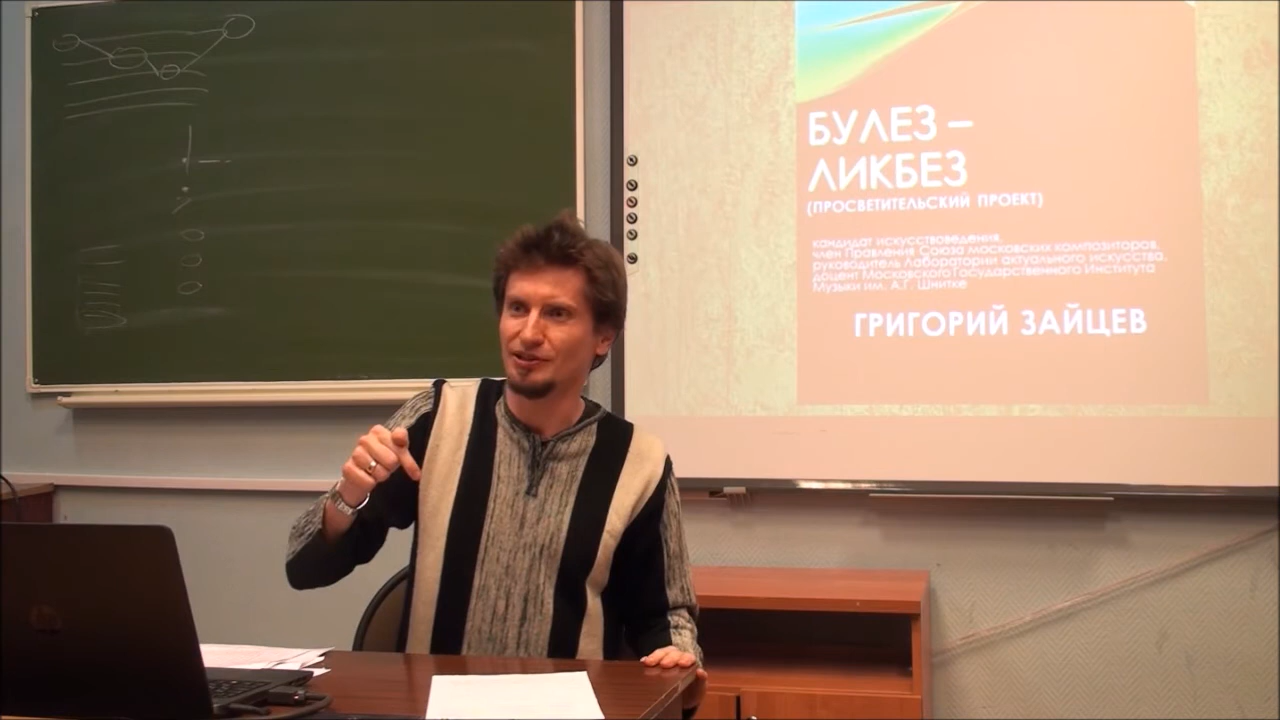 БУЛЕЗ –
ЛИКБЕЗ
(ПРОСВЕТИТЕЛЬСКИЙ ПРОЕКТ)
кандидат искусствоведения,
член Правления Союза московских композиторов,
руководитель Лаборатории актуального искусства,
доцент Московского Государственного Института
Музыки им. А.Г. Шнитке
ГРИГОРИЙ ЗАЙЦЕВ